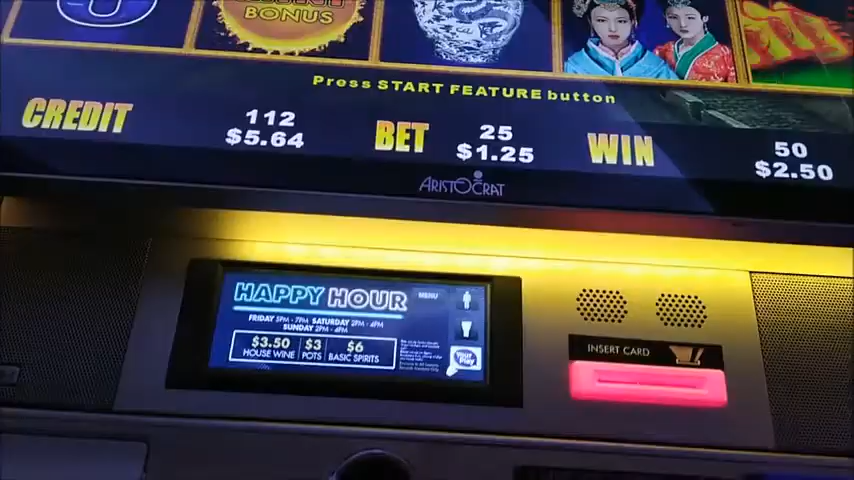 BONUS
Press START FEATURE button
CREDIT
112
$5.64
BET
25
$1.25
WIN
50
$2.50
ARISTOCRAT
HAPPY HOUR
MENU
FRIDAY 5PM - 7PM SATURDAY 2PM - 4PM
SUNDAY 2PM - 4PM
$3.50
HOUSE WINE
$3
POTS
$6
BASIC SPIRITS
Your Play
INSERT CARD